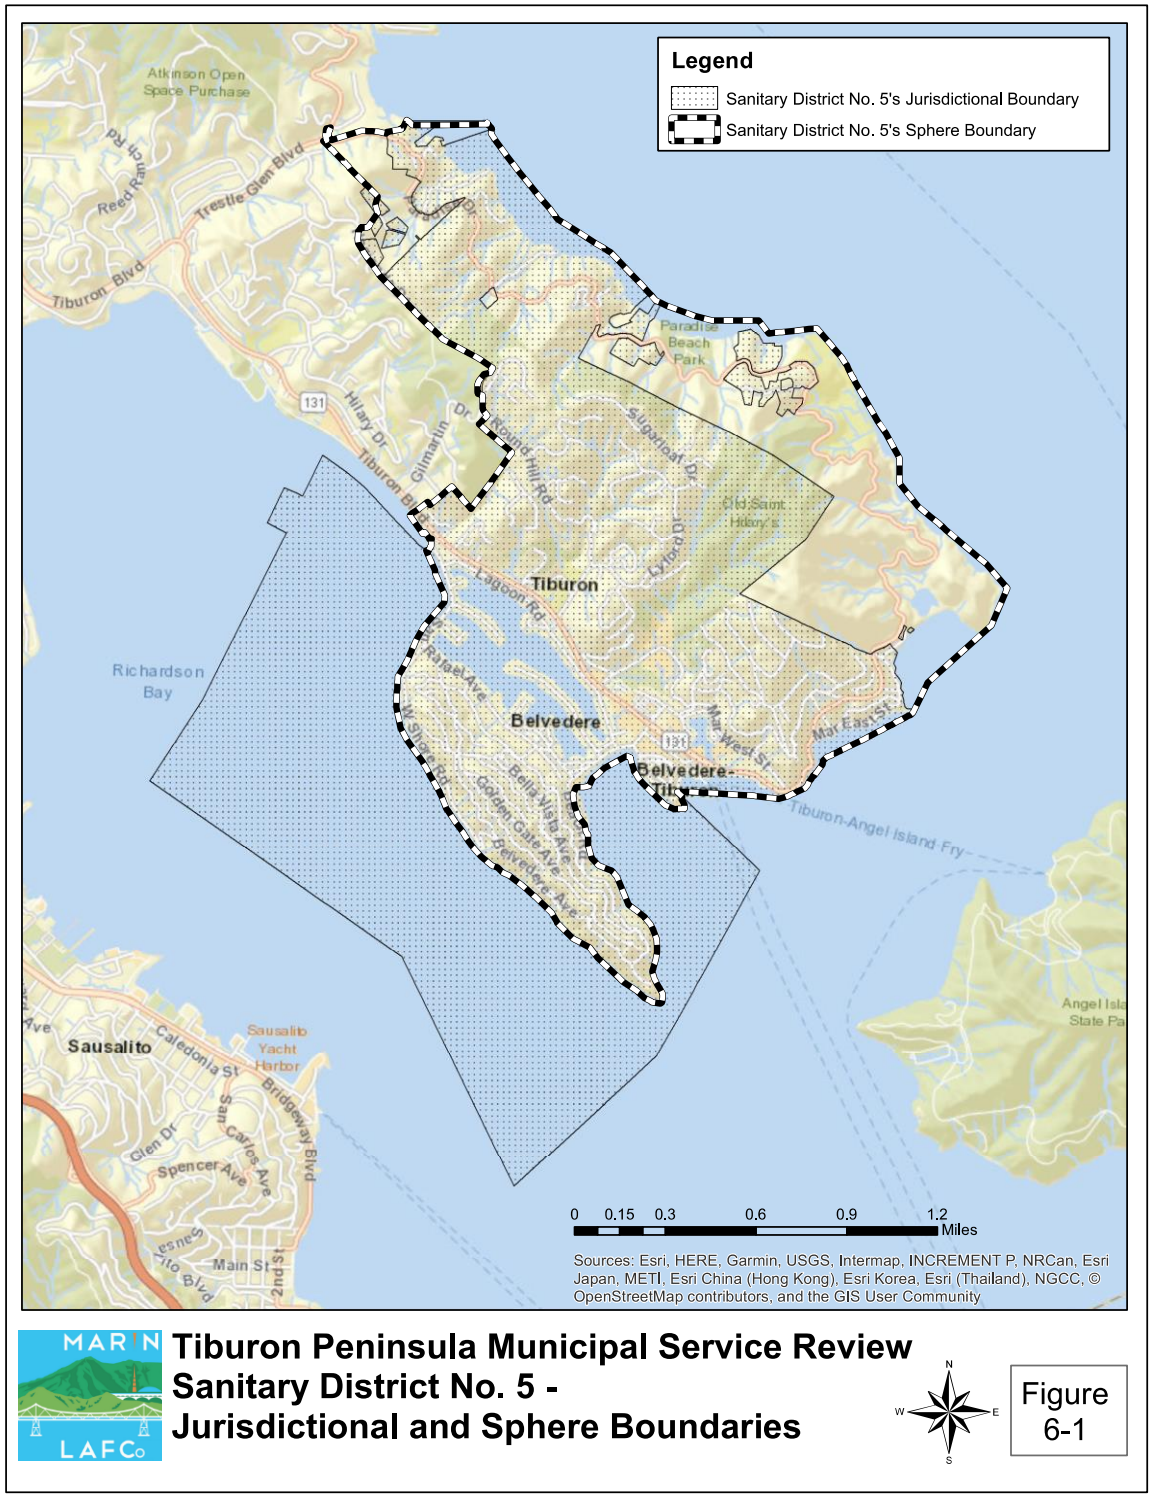 Legend
Sanitary District No. 5's Jurisdictional Boundary
Sanitary District No. 5's Sphere Boundary
Atkinson Open
Space Purchase
Reed Ranch Rd
Trestle Glen Blvd
Tiburon Blvd
Paradise Dr
Paradise
Beach
Park
131
Hilary Dr
Gilmartin
Dr
Tiburon Blvd
Round Hill Rd
Sugarloaf Dr
Old Saint
Hilary's
Lyford Dr
Tiburon
Lagoon Rd
Richardson
Bay
Rafael Ave
Belvedere
W Shore Rd
131
Mar West St
Mar East St
Belvedere-
Tiburon
Bella Vista Ave
Golden Gate Ave
Belvedere Ave
Tiburon-Angel Island Fry
Angel Isla
State Pa
Sausalito
Yacht
Harbor
Ave
Sausalito
Caledonia St
Bridgeway Blvd
San Carlos Ave
Glen Dr
Spencer Ave
Main St
2nd St
0 0.15 0.3 0.6 0.9 1.2
Miles
Sources: Esri, HERE, Garmin, USGS, Intermap, INCREMENT P, NRCan, Esri
Japan, METI, Esri China (Hong Kong), Esri Korea, Esri (Thailand), NGCC, ©
OpenStreetMap contributors, and the GIS User Community
MARIN
LAFCo
Tiburon Peninsula Municipal Service Review
Sanitary District No. 5 -
Jurisdictional and Sphere Boundaries
N
W E
S
Figure
6-1